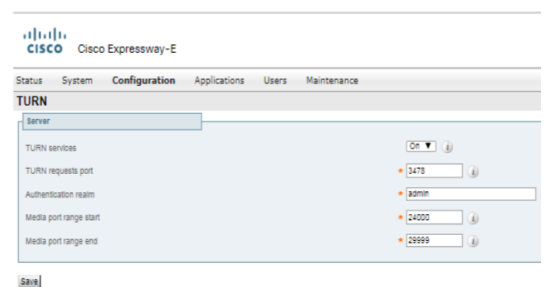 CISCO Cisco Expressway-E
Status System Configuration Applications Users Maintenance
TURN
Server
TURN services On
TURN requests port * 3478
Authentication realm * admin
Media port range start * 24000
Media port range end * 29999
Save